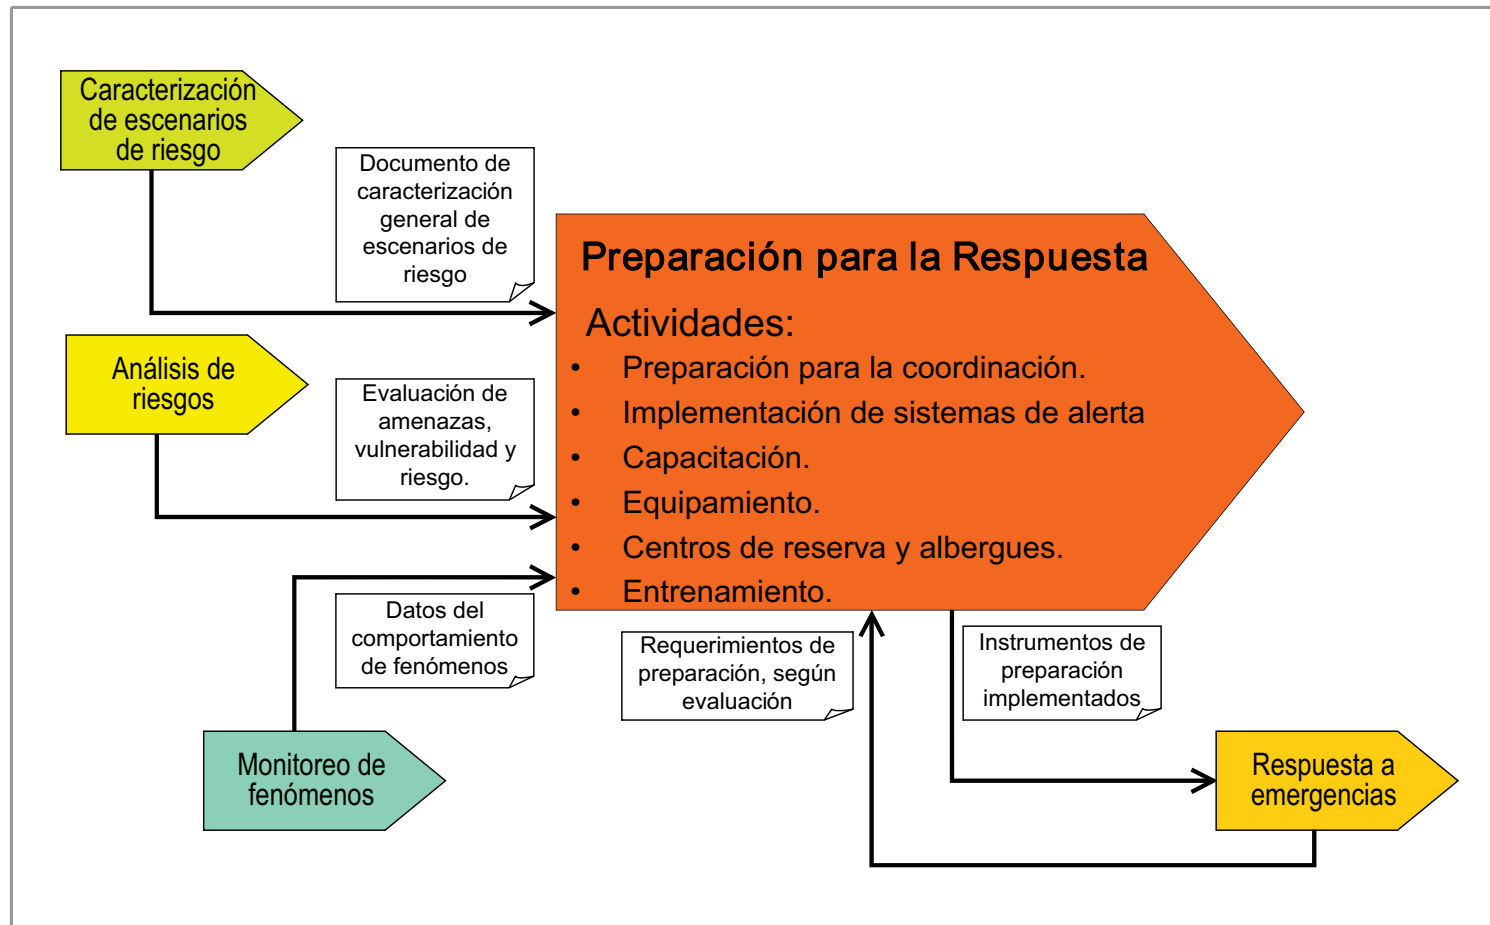 Caracterización
de escenarios
de riesgo
Documento de
caracterización
general de
escenarios de
riesgo
Análisis de
riesgos
Evaluación de
amenazas,
vulnerabilidad y
riesgo.
Preparación para la Respuesta
Actividades:
• Preparación para la coordinación.
• Implementación de sistemas de alerta
• Capacitación.
• Equipamiento.
• Centros de reserva y albergues.
• Entrenamiento.
Datos del
comportamiento
de fenómenos
Monitoreo de
fenómenos
Requerimientos de
preparación, según
evaluación
Instrumentos de
preparación
implementados
Respuesta a
emergencias